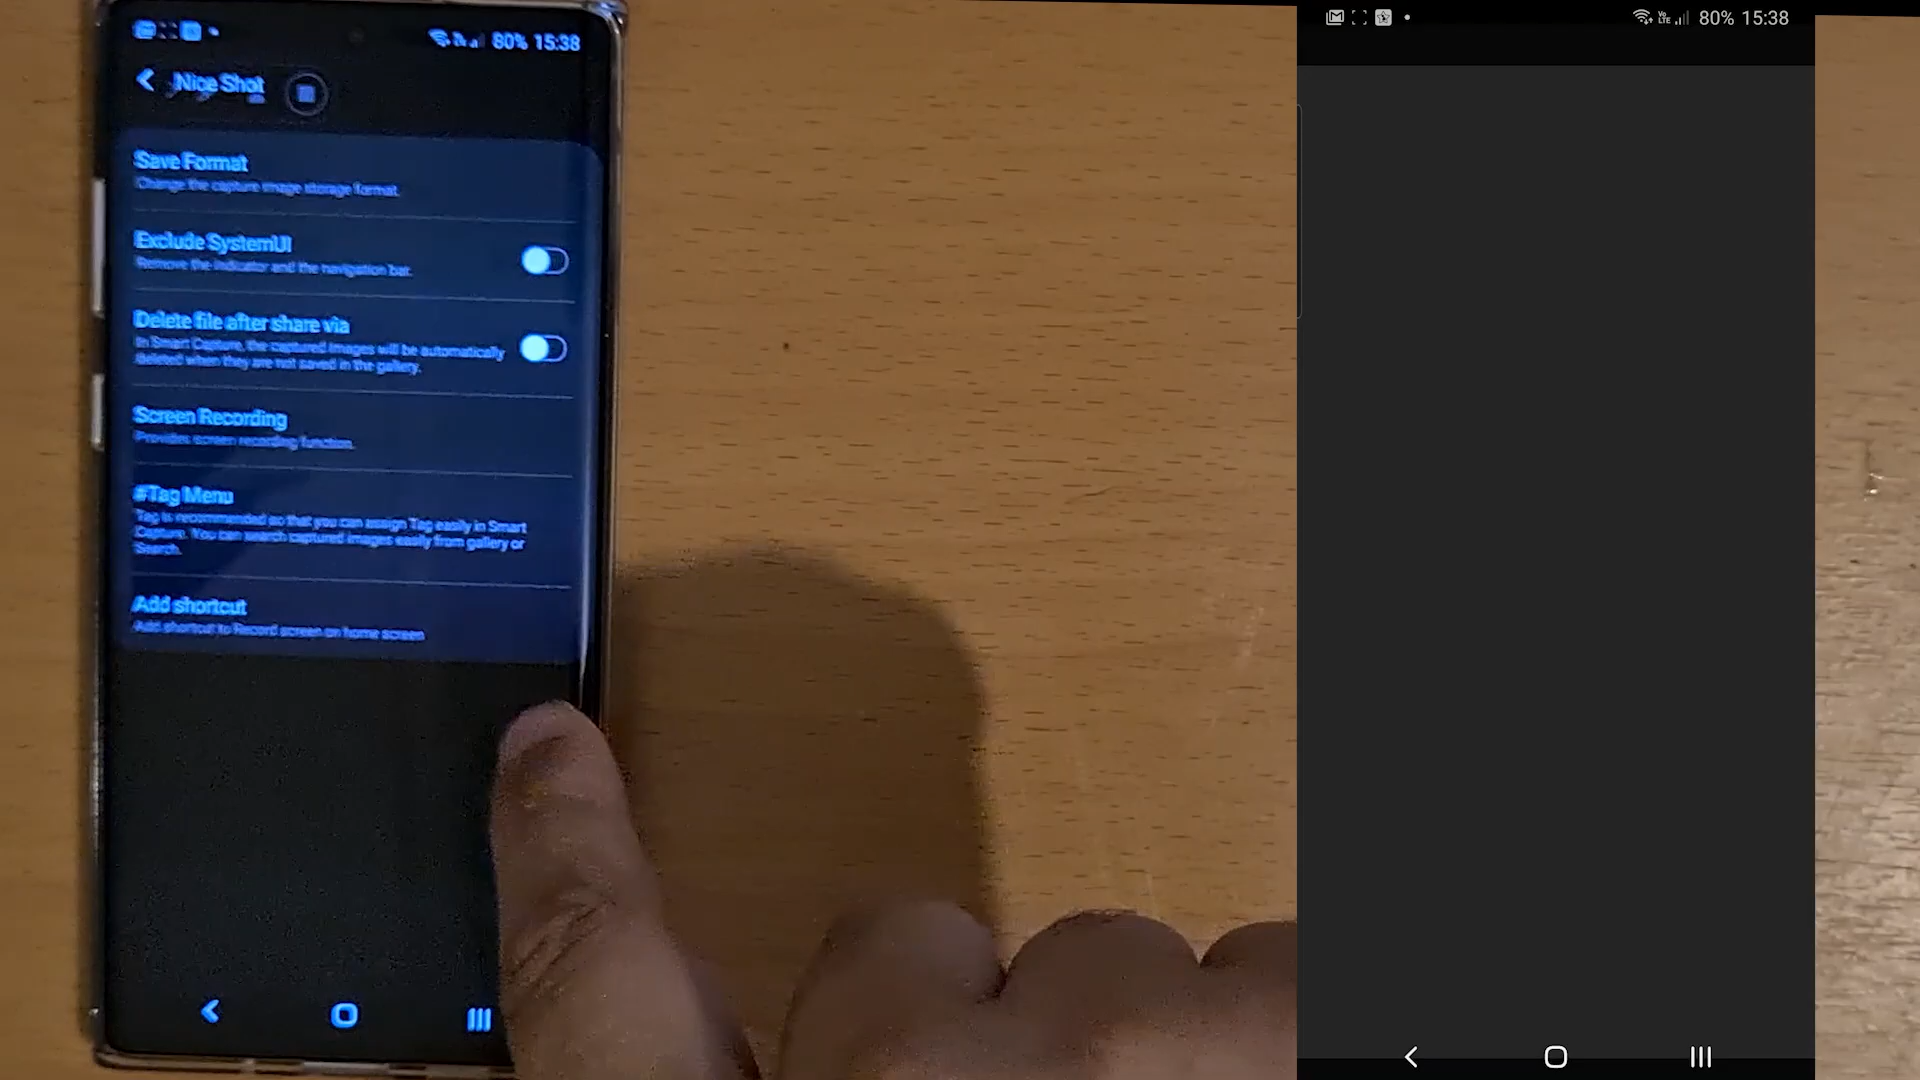 80% 15:38
Nice Shot
Save Format
Change the capture image storage format.
Exclude SystemUI
Remove the indicator and the navigation bar.
Delete file after share via
In Smart Capture, the captured images will be automatically
deleted when they are not saved in the gallery.
Screen Recording
Provides screen recording function.
#Tag Menu
Tag is recommended so that you can assign Tag easily in Smart
Capture. You can search captured images easily from gallery or
Search.
Add shortcut
Add shortcut to Record screen on home screen
Vo
LTE 80% 15:38